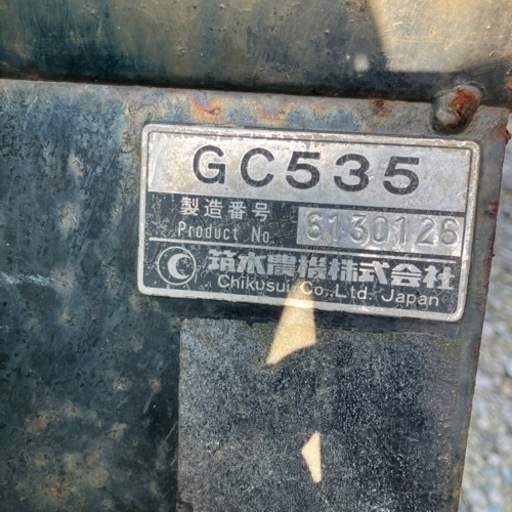 GC535
製造番号
Product No 6130126
筑水農機株式会社
Chikusui Co., Ltd. Japan